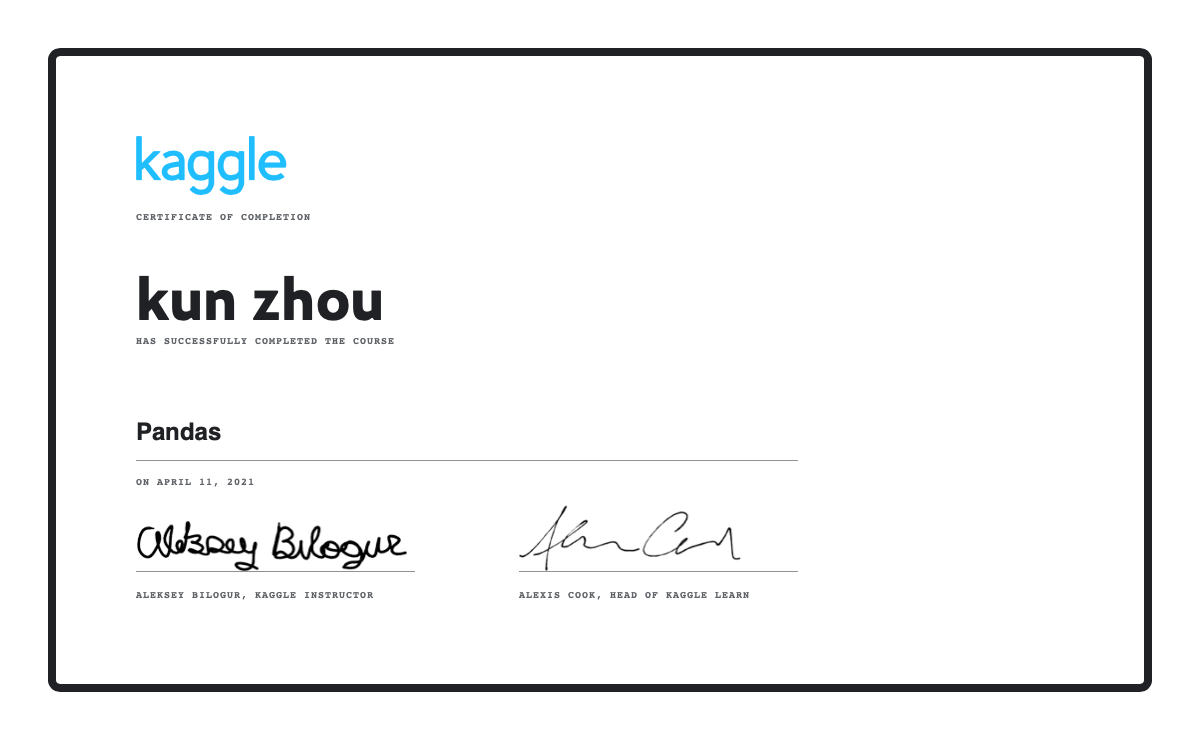 kaggle
CERTIFICATE OF COMPLETION
kun zhou
HAS SUCCESSFULLY COMPLETED THE COURSE
Pandas
ON APRIL 11, 2021
Aleksey Bilogur
ALEKSEY BILOGUR, KAGGLE INSTRUCTOR
ALEXIS COOK, HEAD OF KAGGLE LEARN